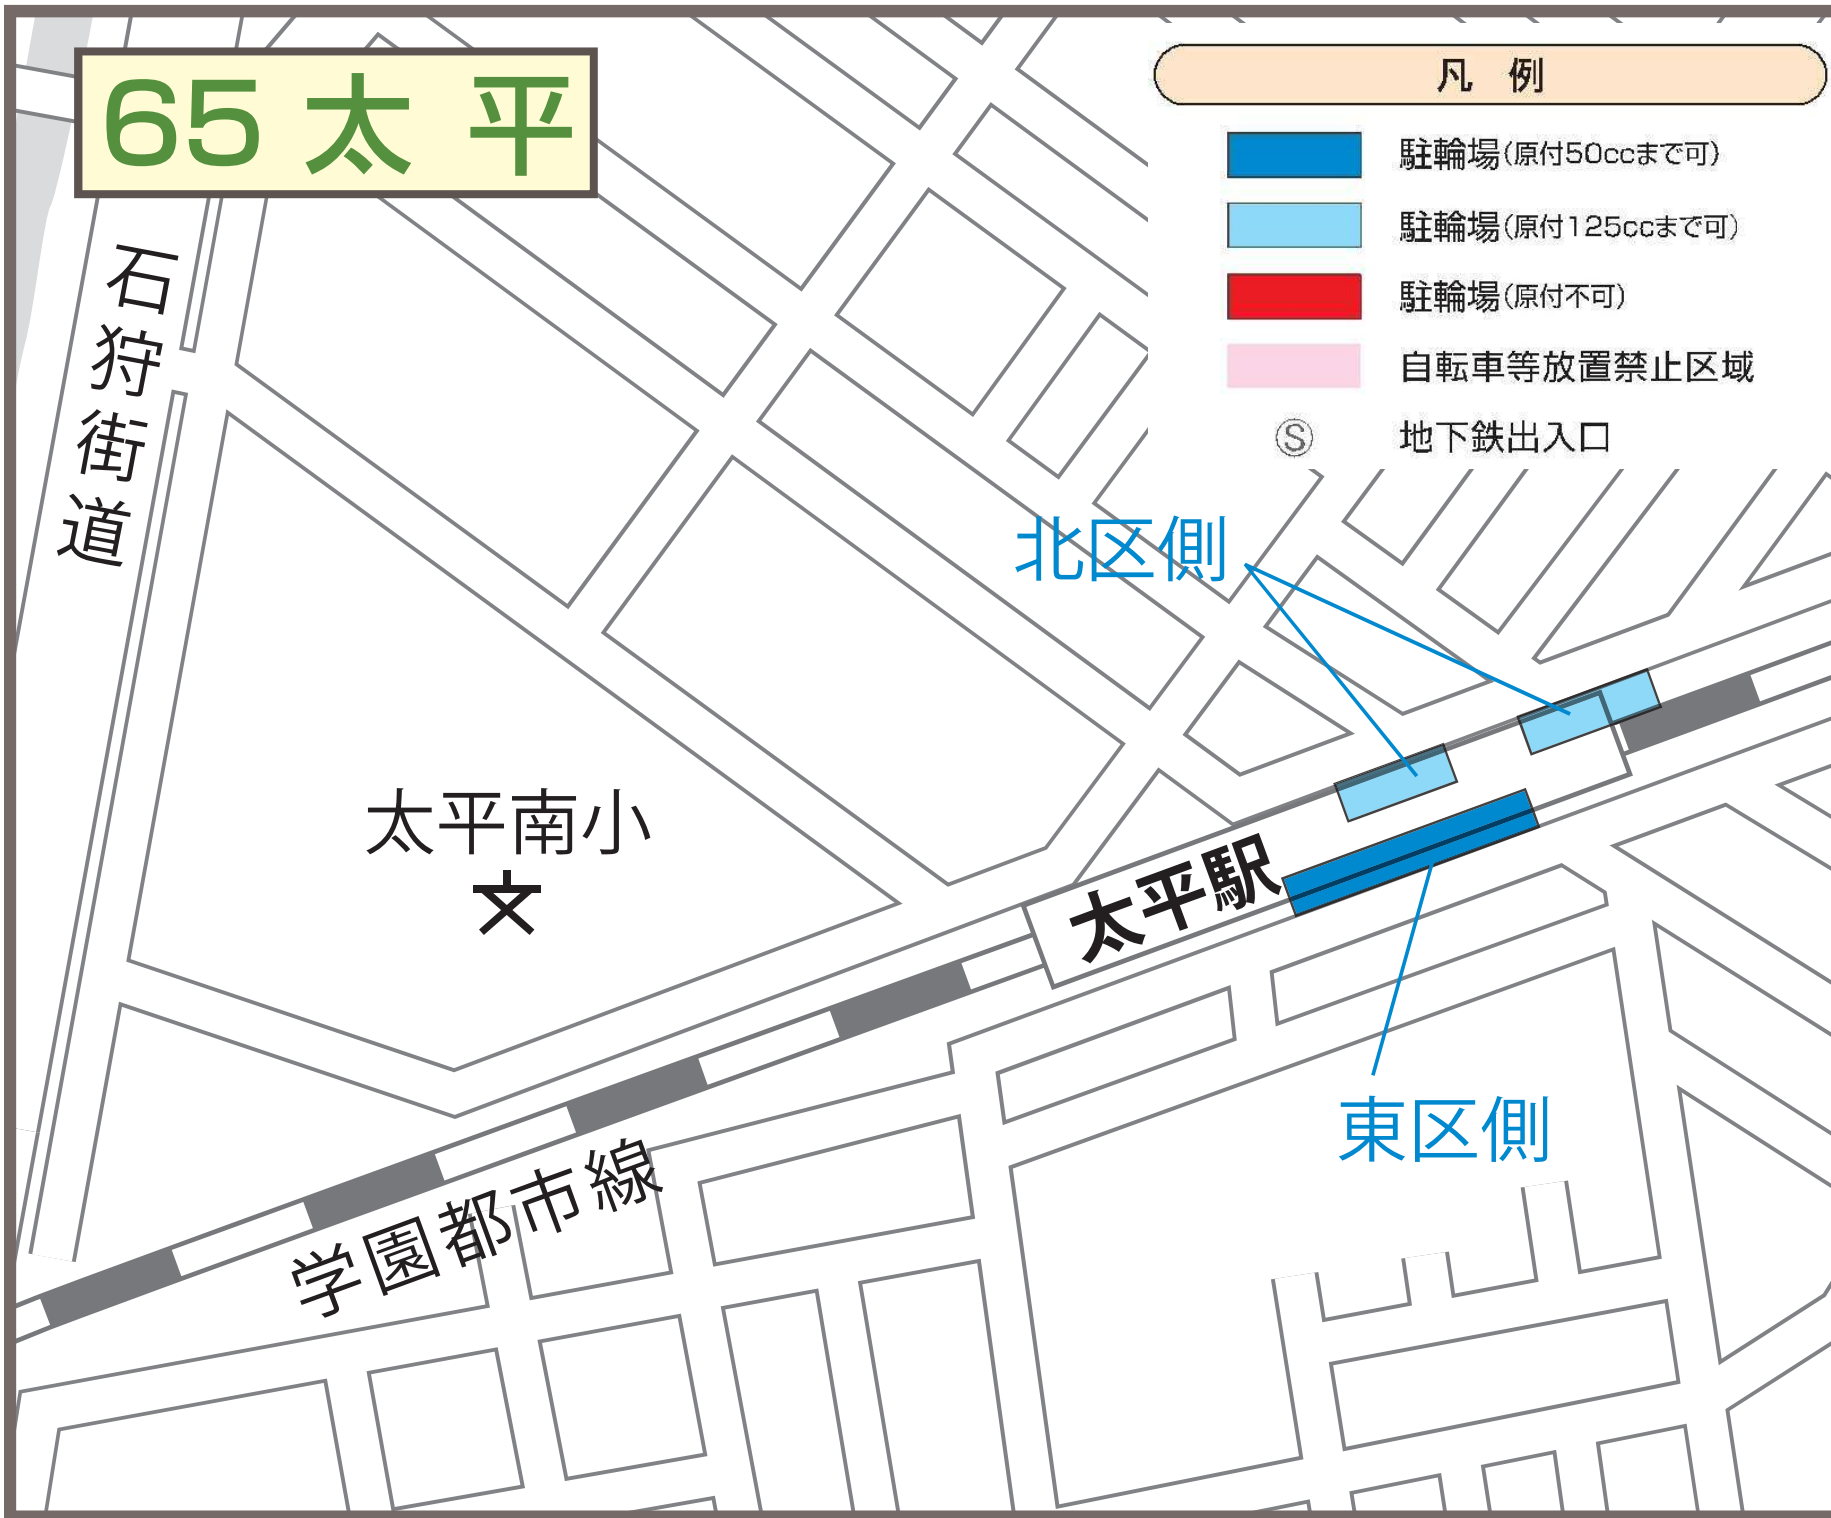 65 太 平
凡 例
駐輪場(原付50ccまで可)
駐輪場(原付125ccまで可)
駐輪場(原付不可)
自転車等放置禁止区域
Ⓢ 地下鉄出入口
石狩街道
北区側
太平南小
太平駅
東区側
学園都市線